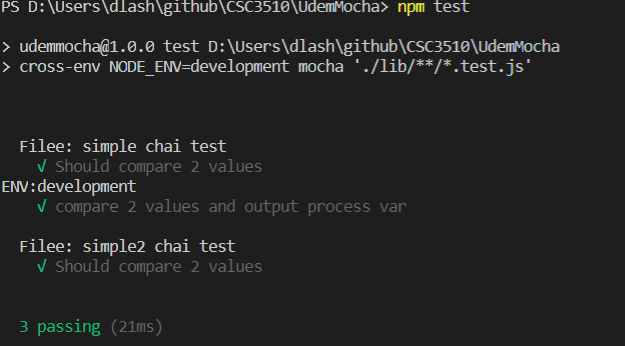 PS D:\Users\dlash\github\CSC3510\UdemMocha> npm test
> udemmocha@1.0.0 test D:\Users\dlash\github\CSC3510\UdemMocha
> cross-env NODE_ENV=development mocha './lib/**/*.test.js'
Filee: simple chai test
√ Should compare 2 values
ENV:development
√ compare 2 values and output process var
Filee: simple2 chai test
√ Should compare 2 values
3 passing (21ms)